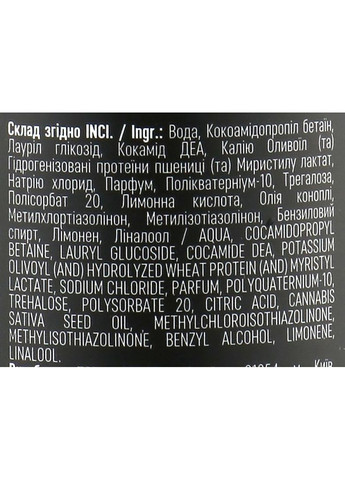 Склад згідно INCI. / Ingr.: Вода, Кокоамідопропіл бетаїн,
Лауріл глікозід, Кокамід ДЕА, Калію Оливоїл (та)
Гідрогенізовані протеїни пшениці (та) Миристилу лактат,
Натрію хлорид, Парфум, Полікватерніум-10, Трегалоза,
Полісорбат 20, Лимонна кислота, Олія коноплі,
Метилхлортіазолінон, Метилізотіазолінон, Бензиловий
спирт, Лімонен, Ліналоол / AQUA, COCAMIDOPROPYL
BETAINE, LAURYL GLUCOSIDE, COCAMIDE DEA, POTASSIUM
OLIVOYL (AND) HYDROLYZED WHEAT PROTEIN (AND) MYRISTYL
LACTATE, SODIUM CHLORIDE, PARFUM, POLYQUATERNIUM-10,
TREHALOSE, POLYSORBATE 20, CITRIC ACID, CANNABIS
SATIVA SEED OIL, METHYLCHLOROISOTHIAZOLINONE,
METHYLISOTHIAZOLINONE, BENZYL ALCOHOL, LIMONENE,
LINALOOL.